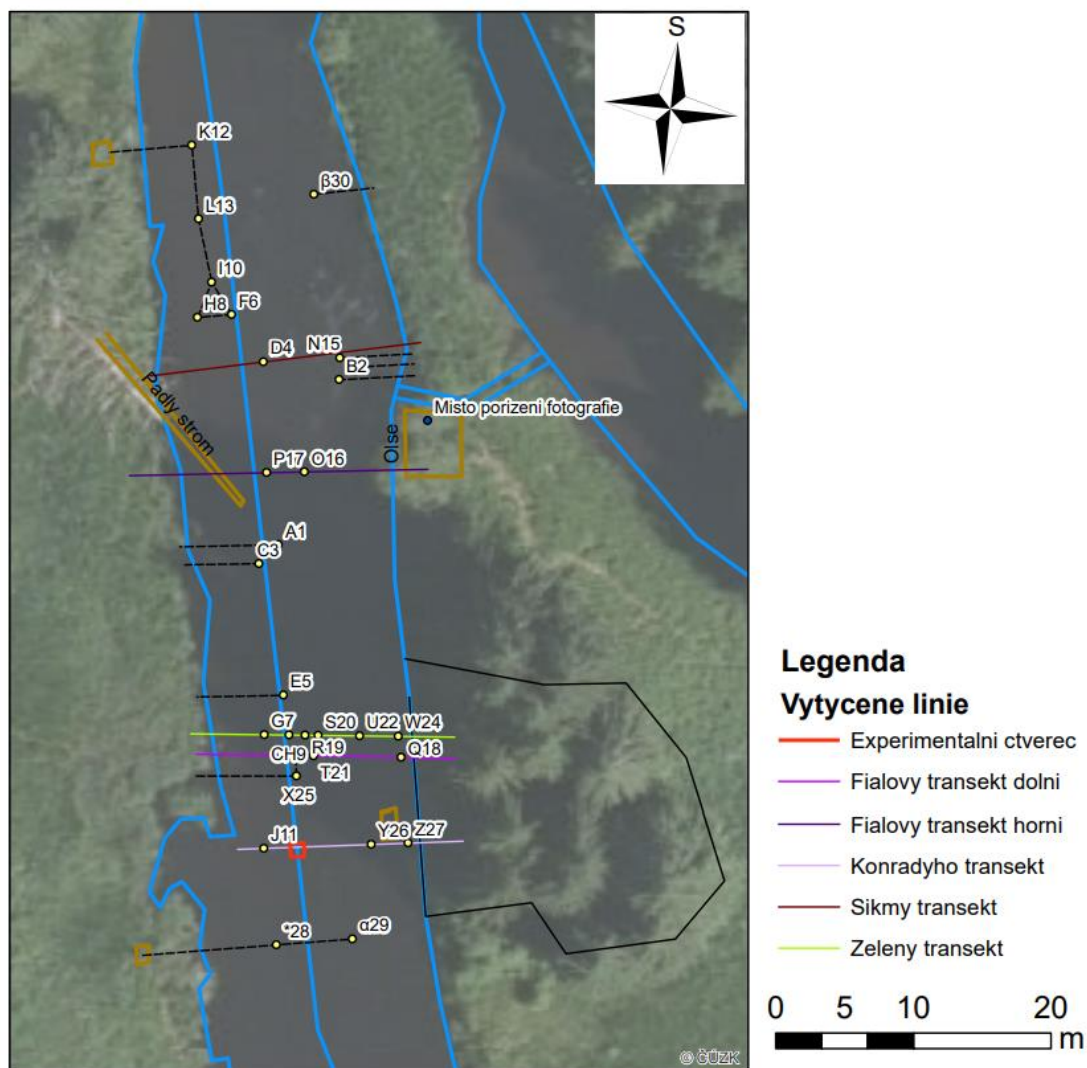 S
K12
β30
L13
I10
H8
F6
D4
N15
B2
Padly strom
Misto porizeni fotografie
Olse
P17
O16
A1
C3
E5
G7
S20
U22
W24
CH9
R19
Q18
T21
X25
J11
Y26
Z27
*28
α29
© ČÚZK
Legenda
Vytycene linie
Experimentalni ctverec
Fialovy transekt dolni
Fialovy transekt horni
Konradyho transekt
Sikmy transekt
Zeleny transekt
0 5 10 20
m